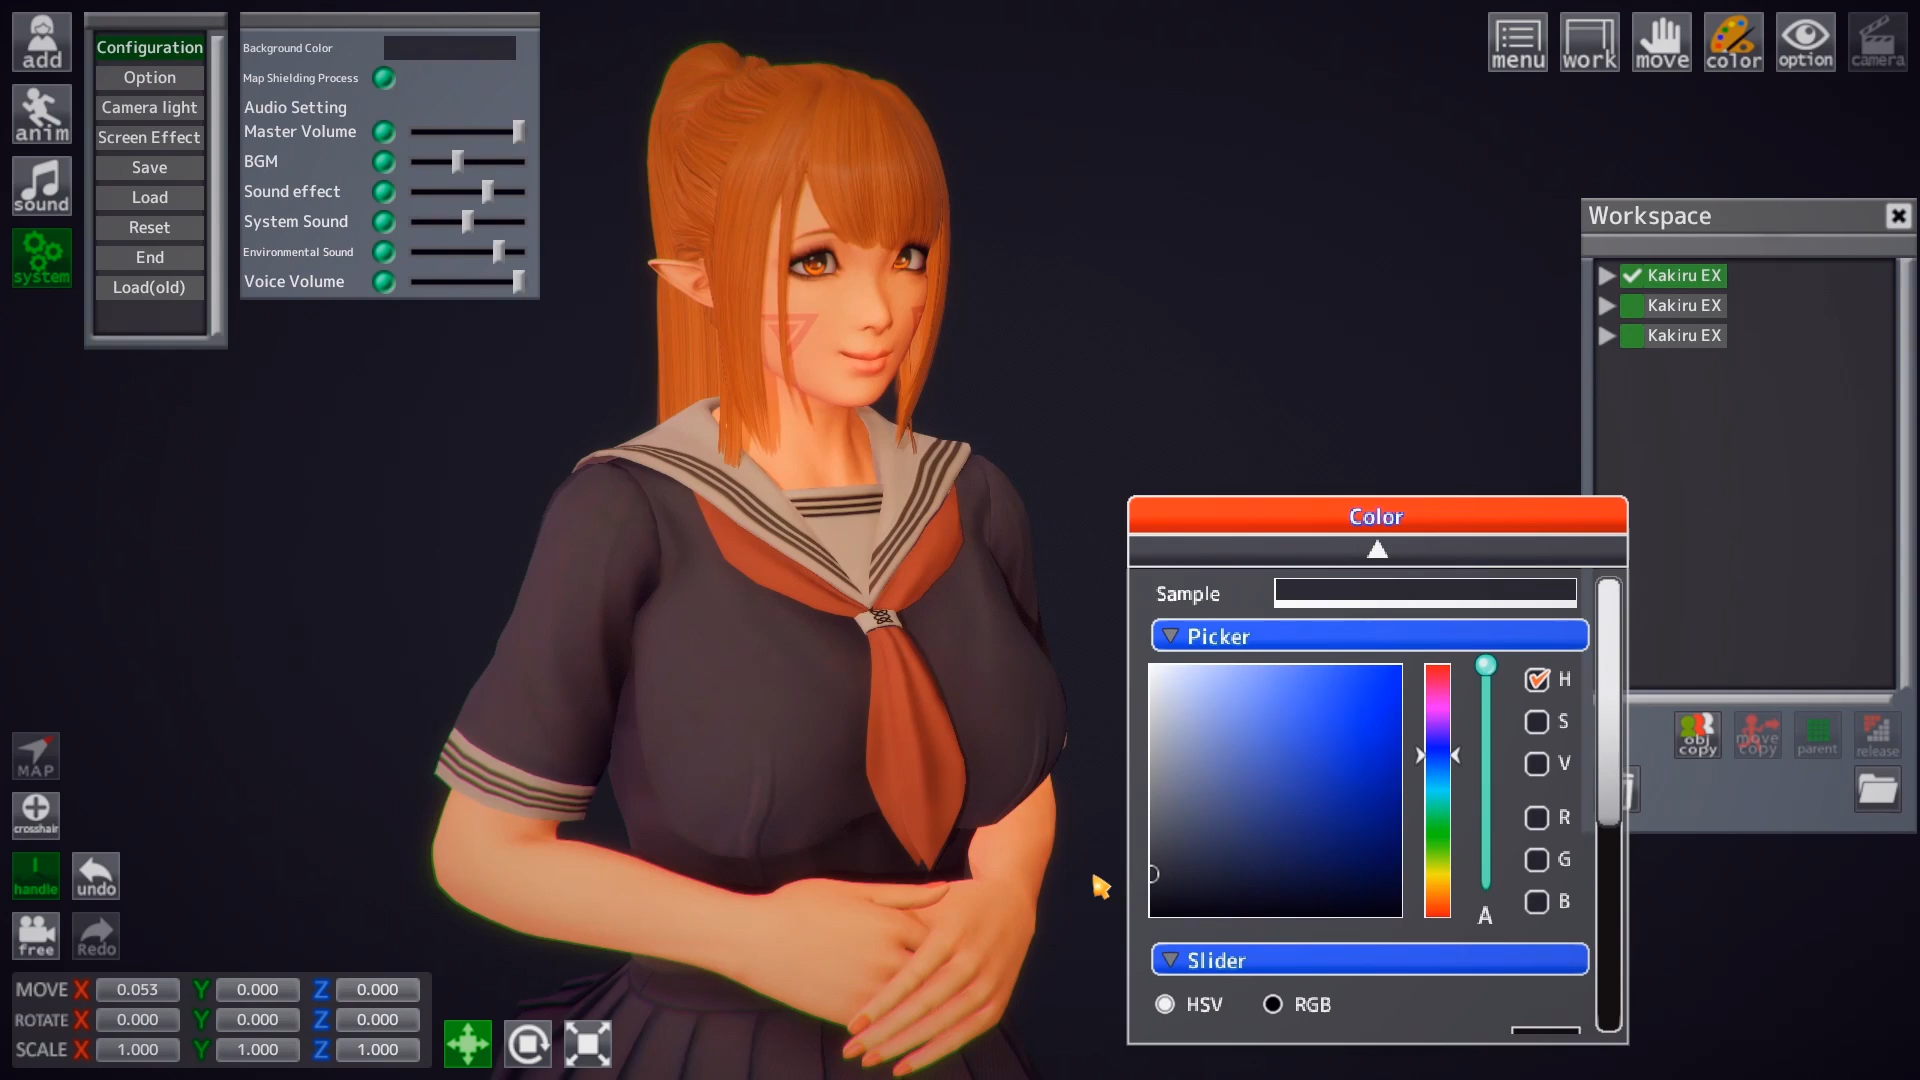 add
anim
sound
system
Configuration
Option
Camera light
Screen Effect
Save
Load
Reset
End
Load(old)
Background Color
Map Shielding Process
Audio Setting
Master Volume
BGM
Sound effect
System Sound
Environmental Sound
Voice Volume
menu
work
move
color
option
camera
Workspace
Kakiru EX
Kakiru EX
Kakiru EX
obj
copy
move
copy
parent
release
Color
Sample
Picker
H
S
V
R
G
B
A
Slider
HSV RGB
MAP
crosshair
handle
undo
free
Redo
MOVE X 0.053 Y 0.000 Z 0.000
ROTATE X 0.000 Y 0.000 Z 0.000
SCALE X 1.000 Y 1.000 Z 1.000